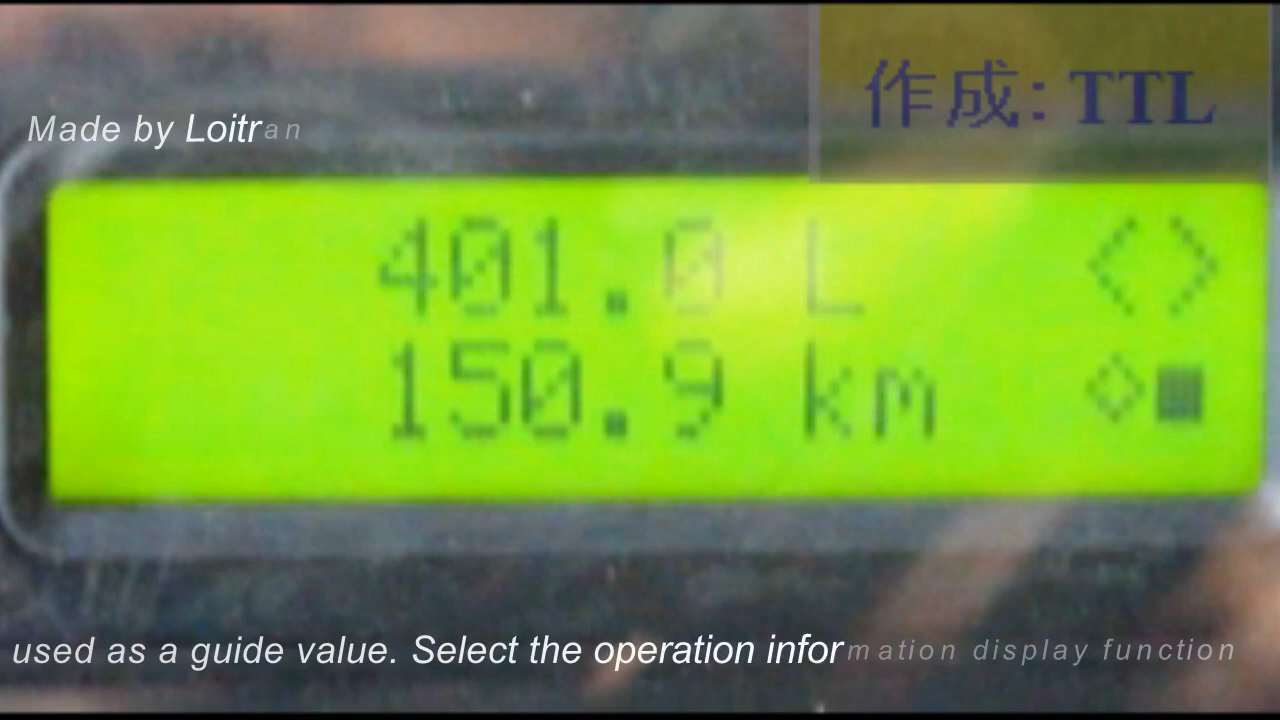 作成: TTL
Made by Loitran
401.0 L <>
150.9 km ◇■
used as a guide value. Select the operation information display function